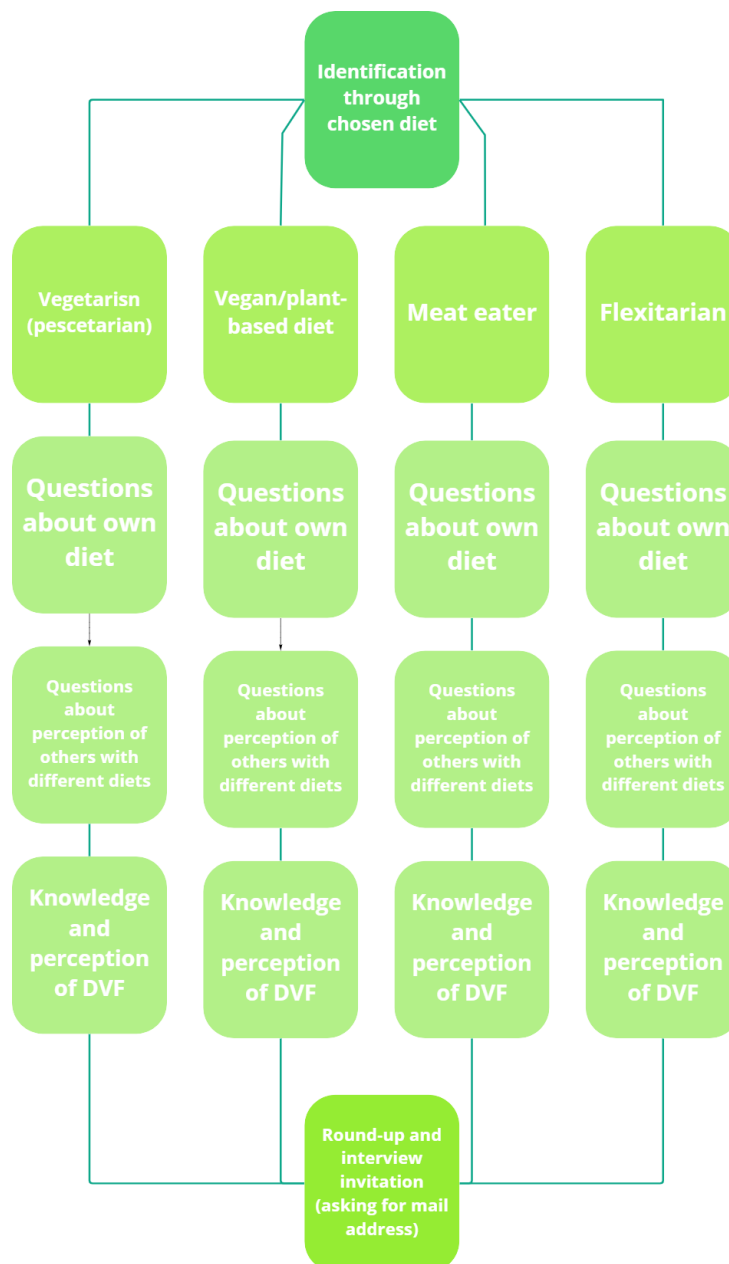 Identification
through
chosen diet
Vegetarisn
(pescetarian)
Vegan/plant-
based diet
Meat eater
Flexitarian
Questions
about own
diet
Questions
about own
diet
Questions
about own
diet
Questions
about own
diet
Questions
about
perception of
others with
different diets
Questions
about
perception of
others with
different diets
Questions
about
perception of
others with
different diets
Questions
about
perception of
others with
different diets
Knowledge
and
perception
of DVF
Knowledge
and
perception
of DVF
Knowledge
and
perception
of DVF
Knowledge
and
perception
of DVF
Round-up and
interview
invitation
(asking for mail
address)